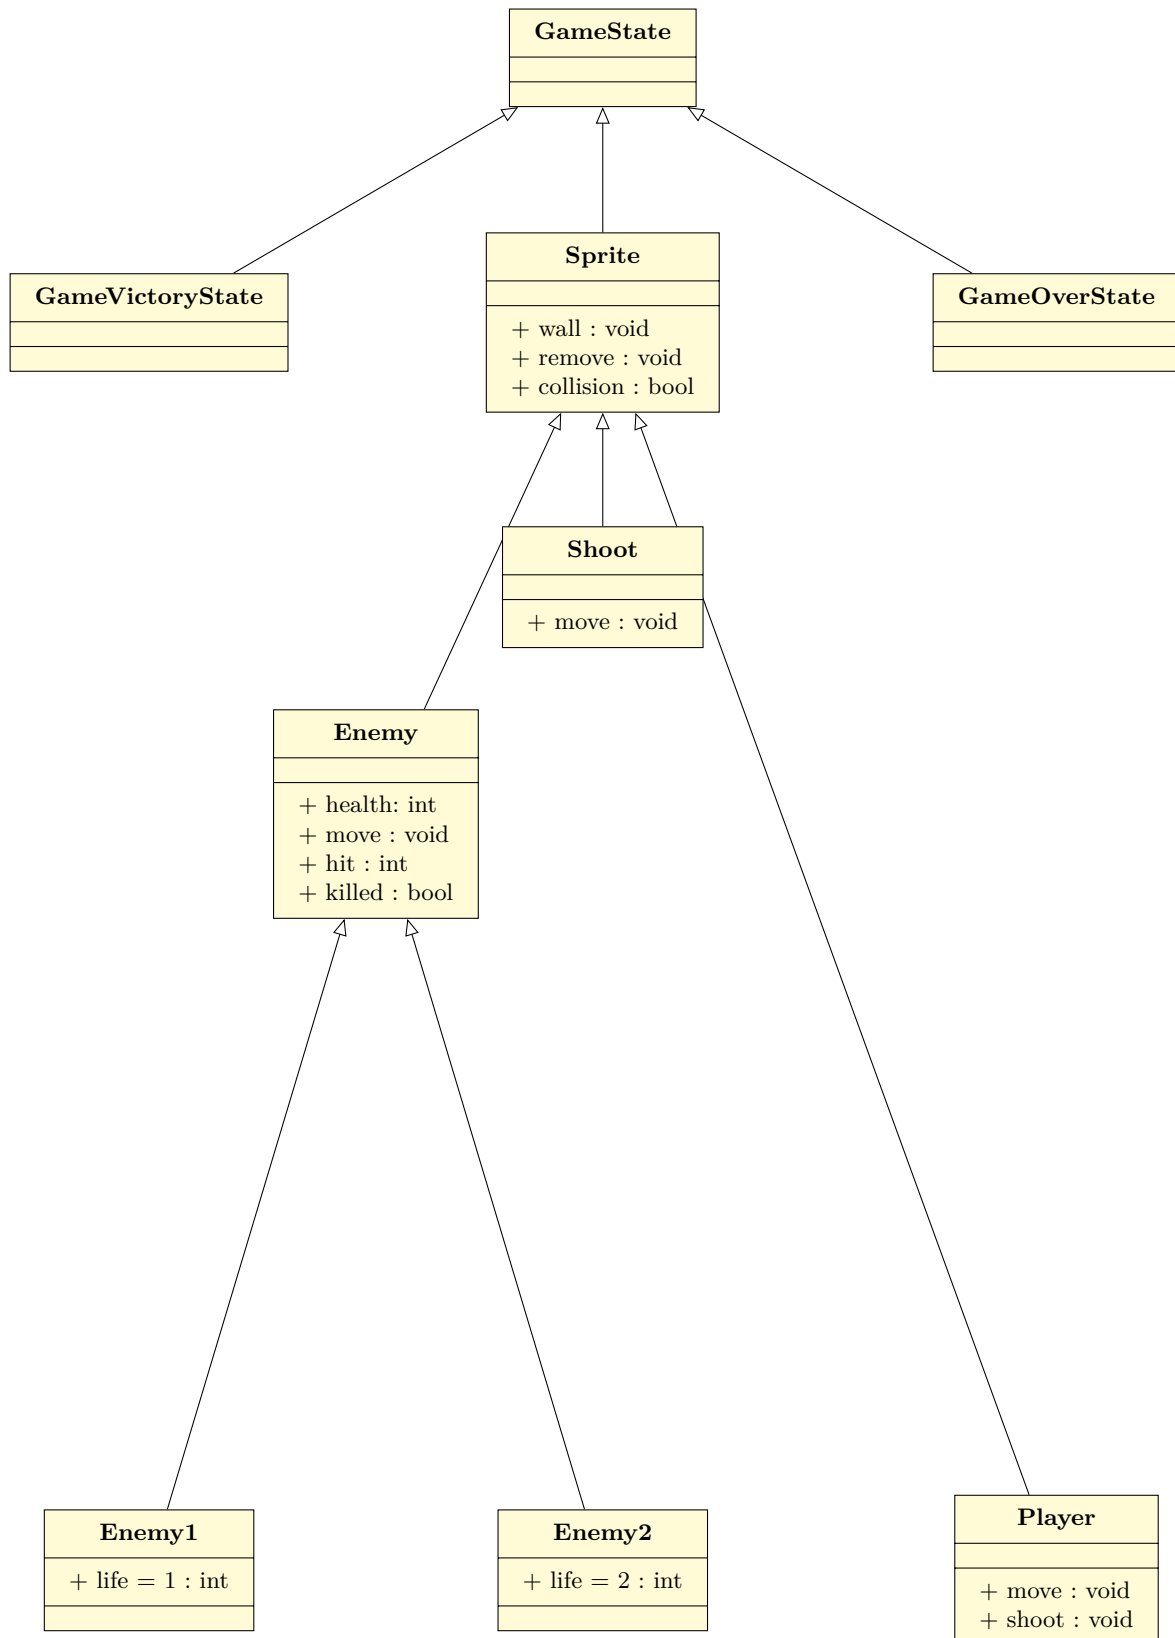 GameState
Sprite
+ wall : void
+ remove : void
+ collision : bool
GameVictoryState
GameOverState
Shoot
+ move : void
Enemy
+ health: int
+ move : void
+ hit : int
+ killed : bool
Enemy1
+ life = 1 : int
Enemy2
+ life = 2 : int
Player
+ move : void
+ shoot : void